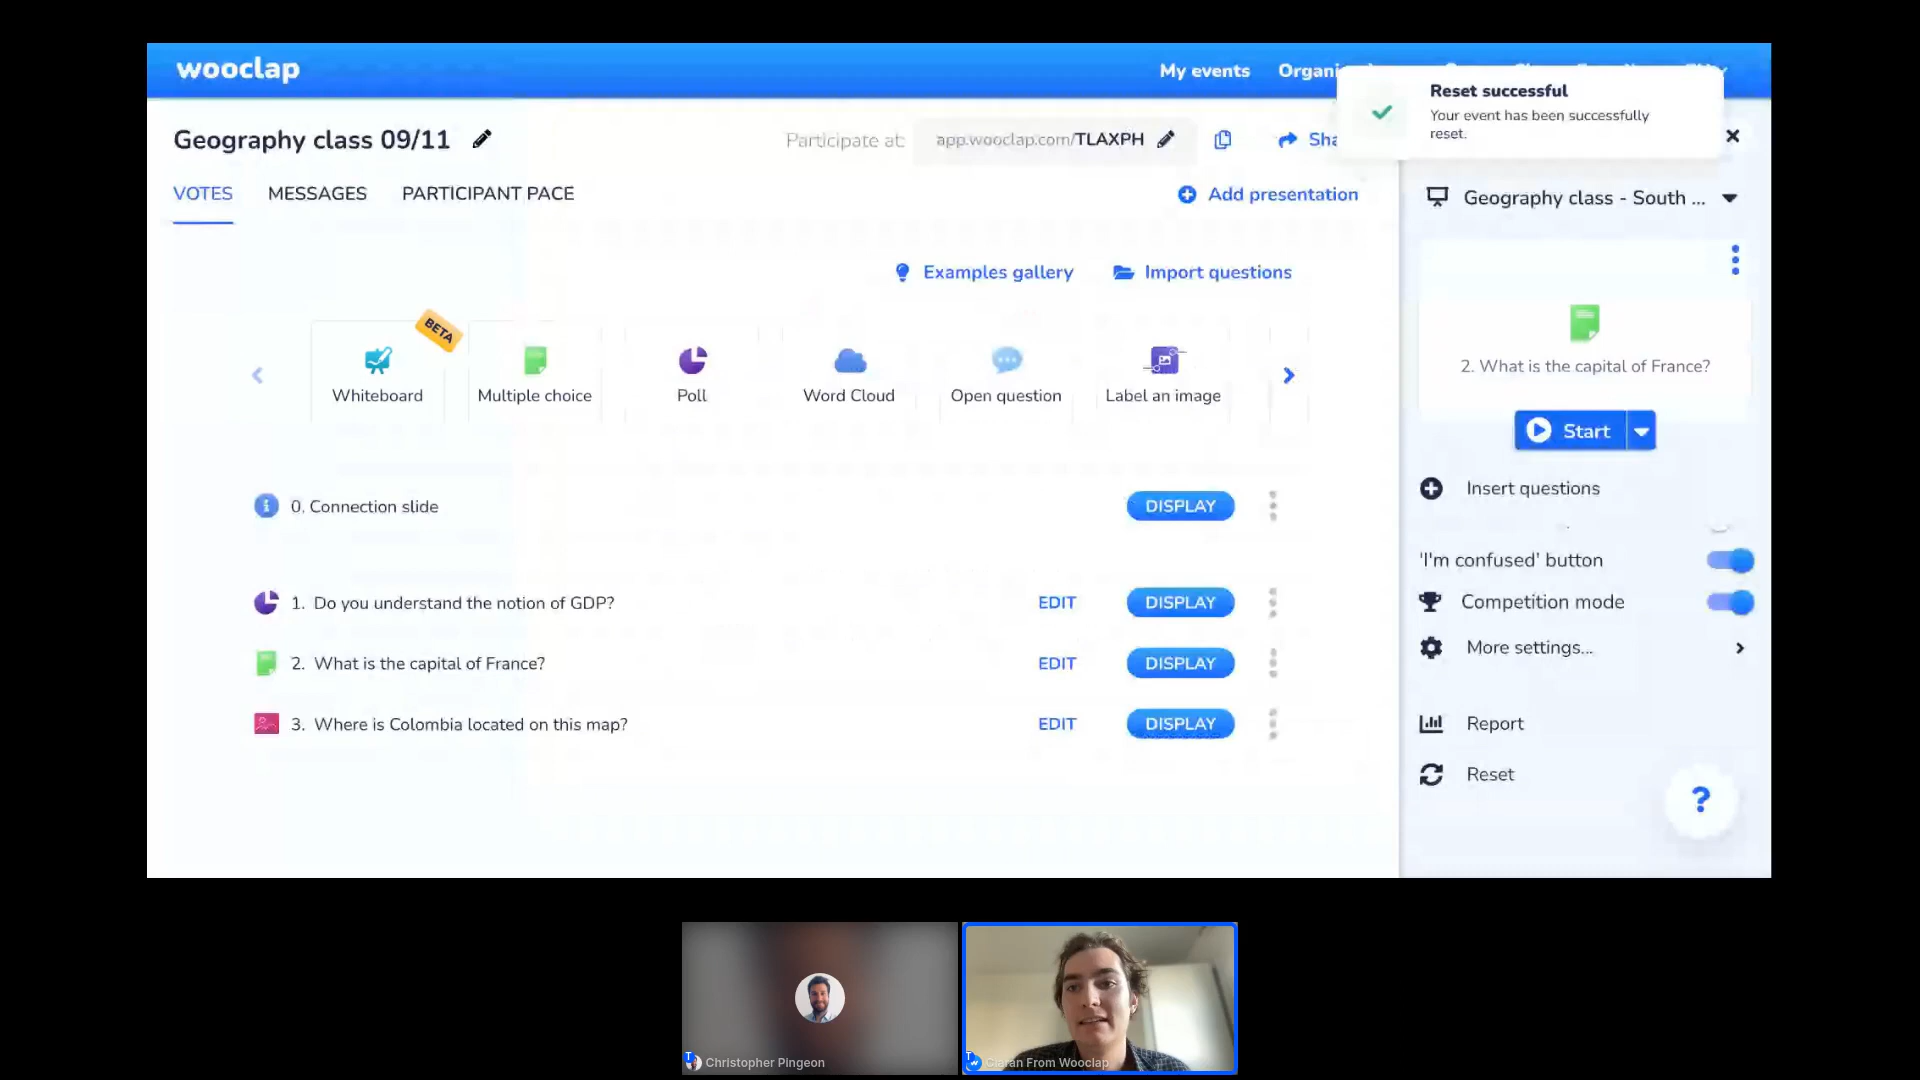 wooclap
My events
Reset successful
Your event has been successfully
reset.
Geography class 09/11
Participate at:
app.wooclap.com/TLAXPH
VOTES
MESSAGES
PARTICIPANT PACE
Add presentation
Geography class - South ...
Examples gallery
Import questions
BETA
Whiteboard
Multiple choice
Poll
Word Cloud
Open question
Label an image
2. What is the capital of France?
Start
Insert questions
0. Connection slide
DISPLAY
'I'm confused' button
1. Do you understand the notion of GDP?
EDIT
DISPLAY
Competition mode
2. What is the capital of France?
EDIT
DISPLAY
More settings...
3. Where is Colombia located on this map?
EDIT
DISPLAY
Report
Reset
?
Christopher Pingeon
Ciaran From Wooclap